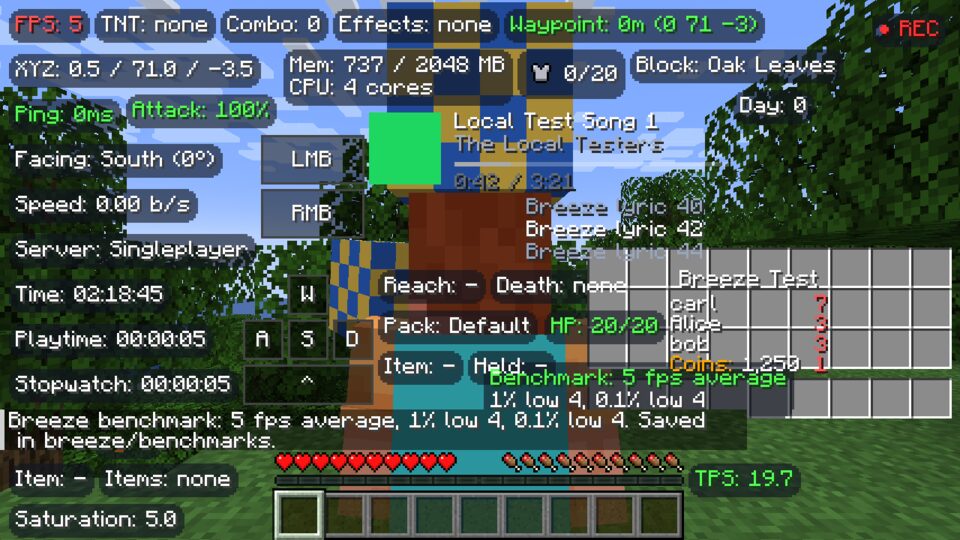 FPS: 5 TNT: none Combo: 0 Effects: none Waypoint: 0m (0 71 -3) REC
XYZ: 0.5 / 71.0 / -3.5
Mem: 737 / 2048 MB
CPU: 4 cores
0/20
Block: Oak Leaves
Ping: 0ms
Attack: 100%
Day: 0
Local Test Song 1
The Local Testers
0:42 / 3:21
Facing: South (0°)
LMB
Speed: 0.00 b/s
RMB
Breeze lyric 40
Breeze lyric 42
Breeze lyric 44
Server: Singleplayer
Time: 02:18:45
W
Reach: - Death: none
Breeze Test
carl 7
Alice 3
bob 3
Coins: 1,250 1
Pack: Default HP: 20/20
Playtime: 00:00:05
A S D
Item: - Held: -
Stopwatch: 00:00:05
^
Benchmark: 5 fps average
1% low 4, 0.1% low 4
Breeze benchmark: 5 fps average, 1% low 4, 0.1% low 4. Saved
in breeze/benchmarks.
Item: - Items: none
TPS: 19.7
Saturation: 5.0